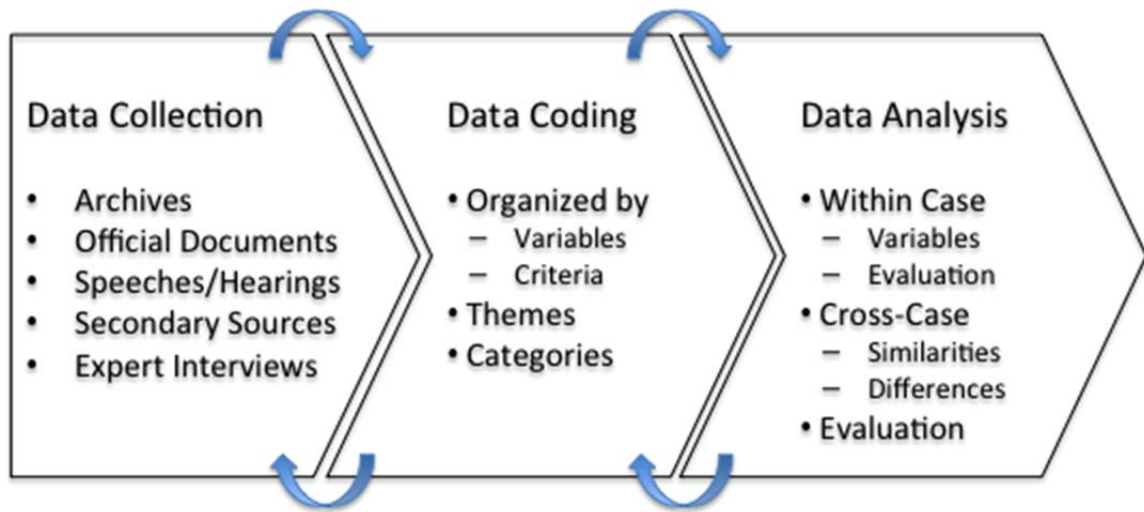 Data Collection
• Archives
• Official Documents
• Speeches/Hearings
• Secondary Sources
• Expert Interviews
Data Coding
• Organized by
– Variables
– Criteria
• Themes
• Categories
Data Analysis
• Within Case
– Variables
– Evaluation
• Cross-Case
– Similarities
– Differences
• Evaluation